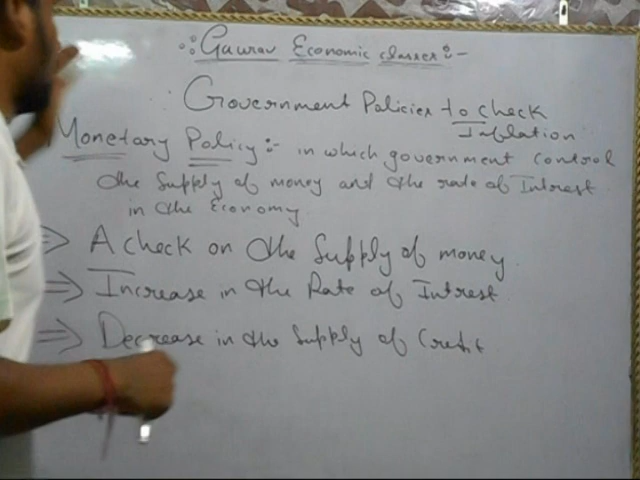 ∴ Gaurav Economic classes :-
Government Policies to check
Inflation
Monetary Policy :- in which government control
the Supply of money and the rate of Intrest
in the Economy
⇒ A check on the Supply of money
⇒ Increase in the Rate of Intrest
⇒ Decrease in the Supply of Credit